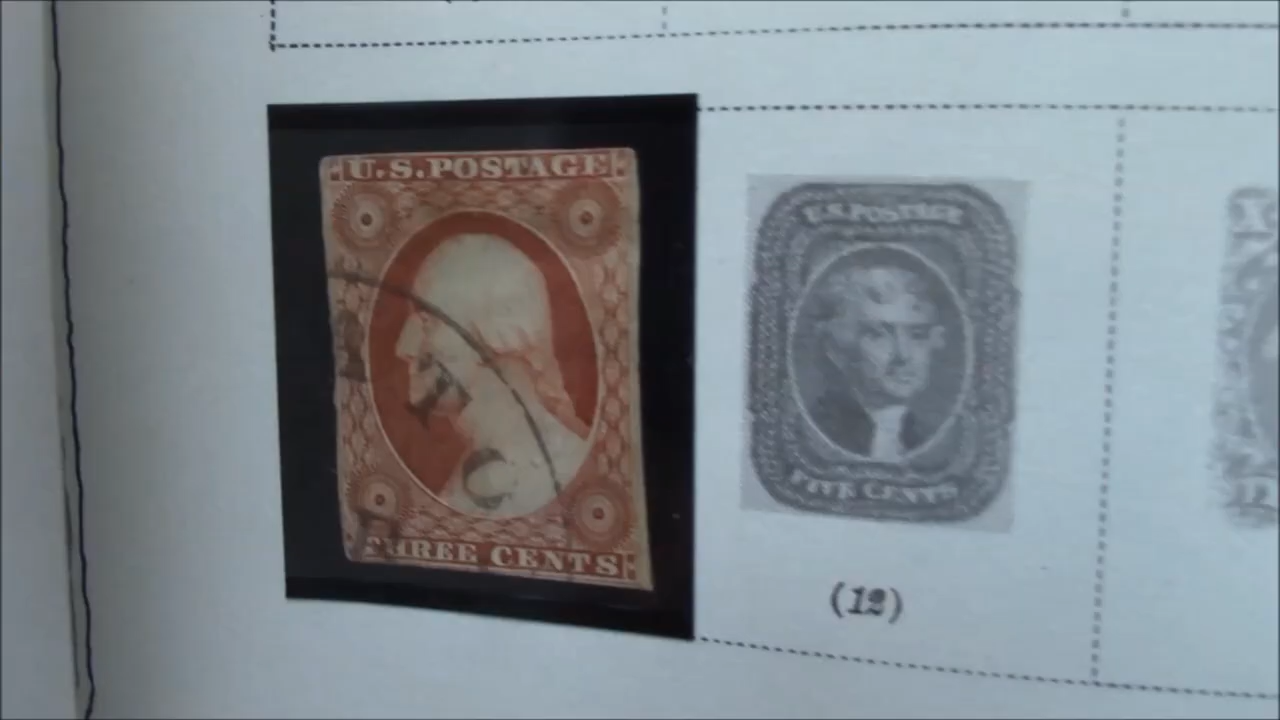 U.S. POSTAGE
THREE CENTS
U.S. POSTAGE
FIVE CENTS
(12)